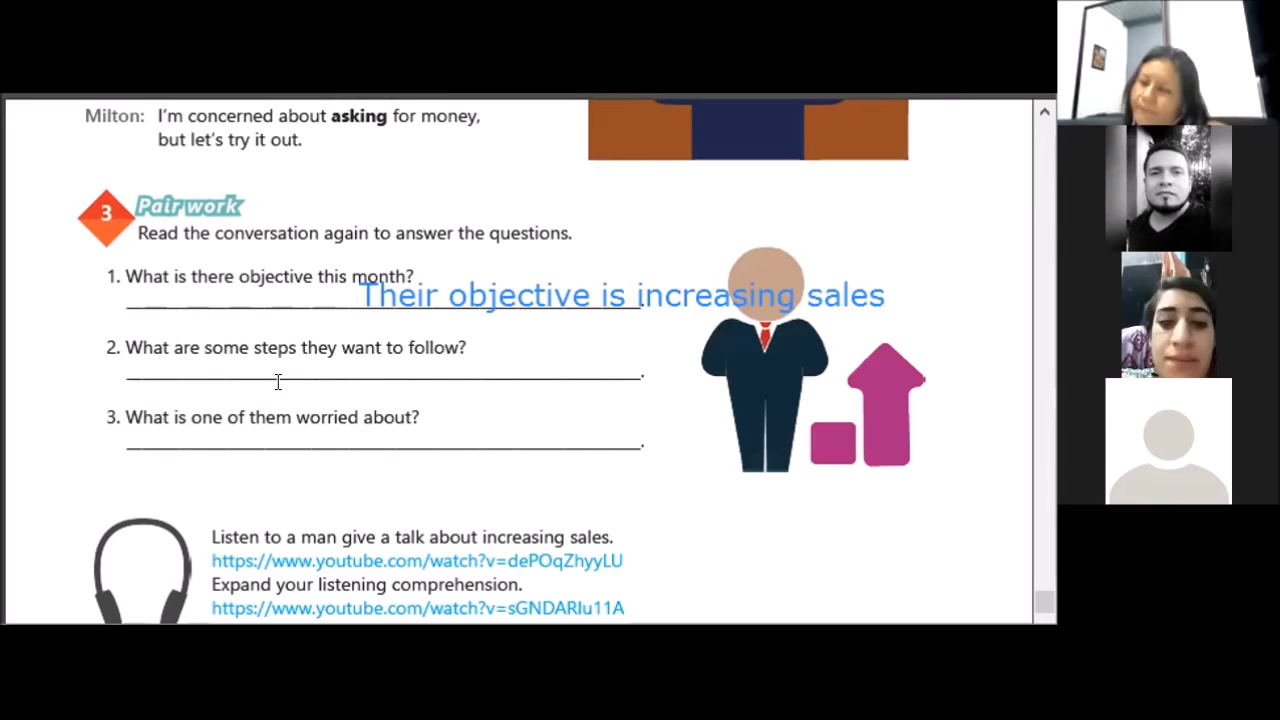 Milton: I'm concerned about asking for money,
but let's try it out.
3 Pair work
Read the conversation again to answer the questions.
1. What is there objective this month?
Their objective is increasing sales
2. What are some steps they want to follow?
3. What is one of them worried about?
Listen to a man give a talk about increasing sales.
https://www.youtube.com/watch?v=dePOqZhyyLU
Expand your listening comprehension.
https://www.youtube.com/watch?v=sGNDARIu11A